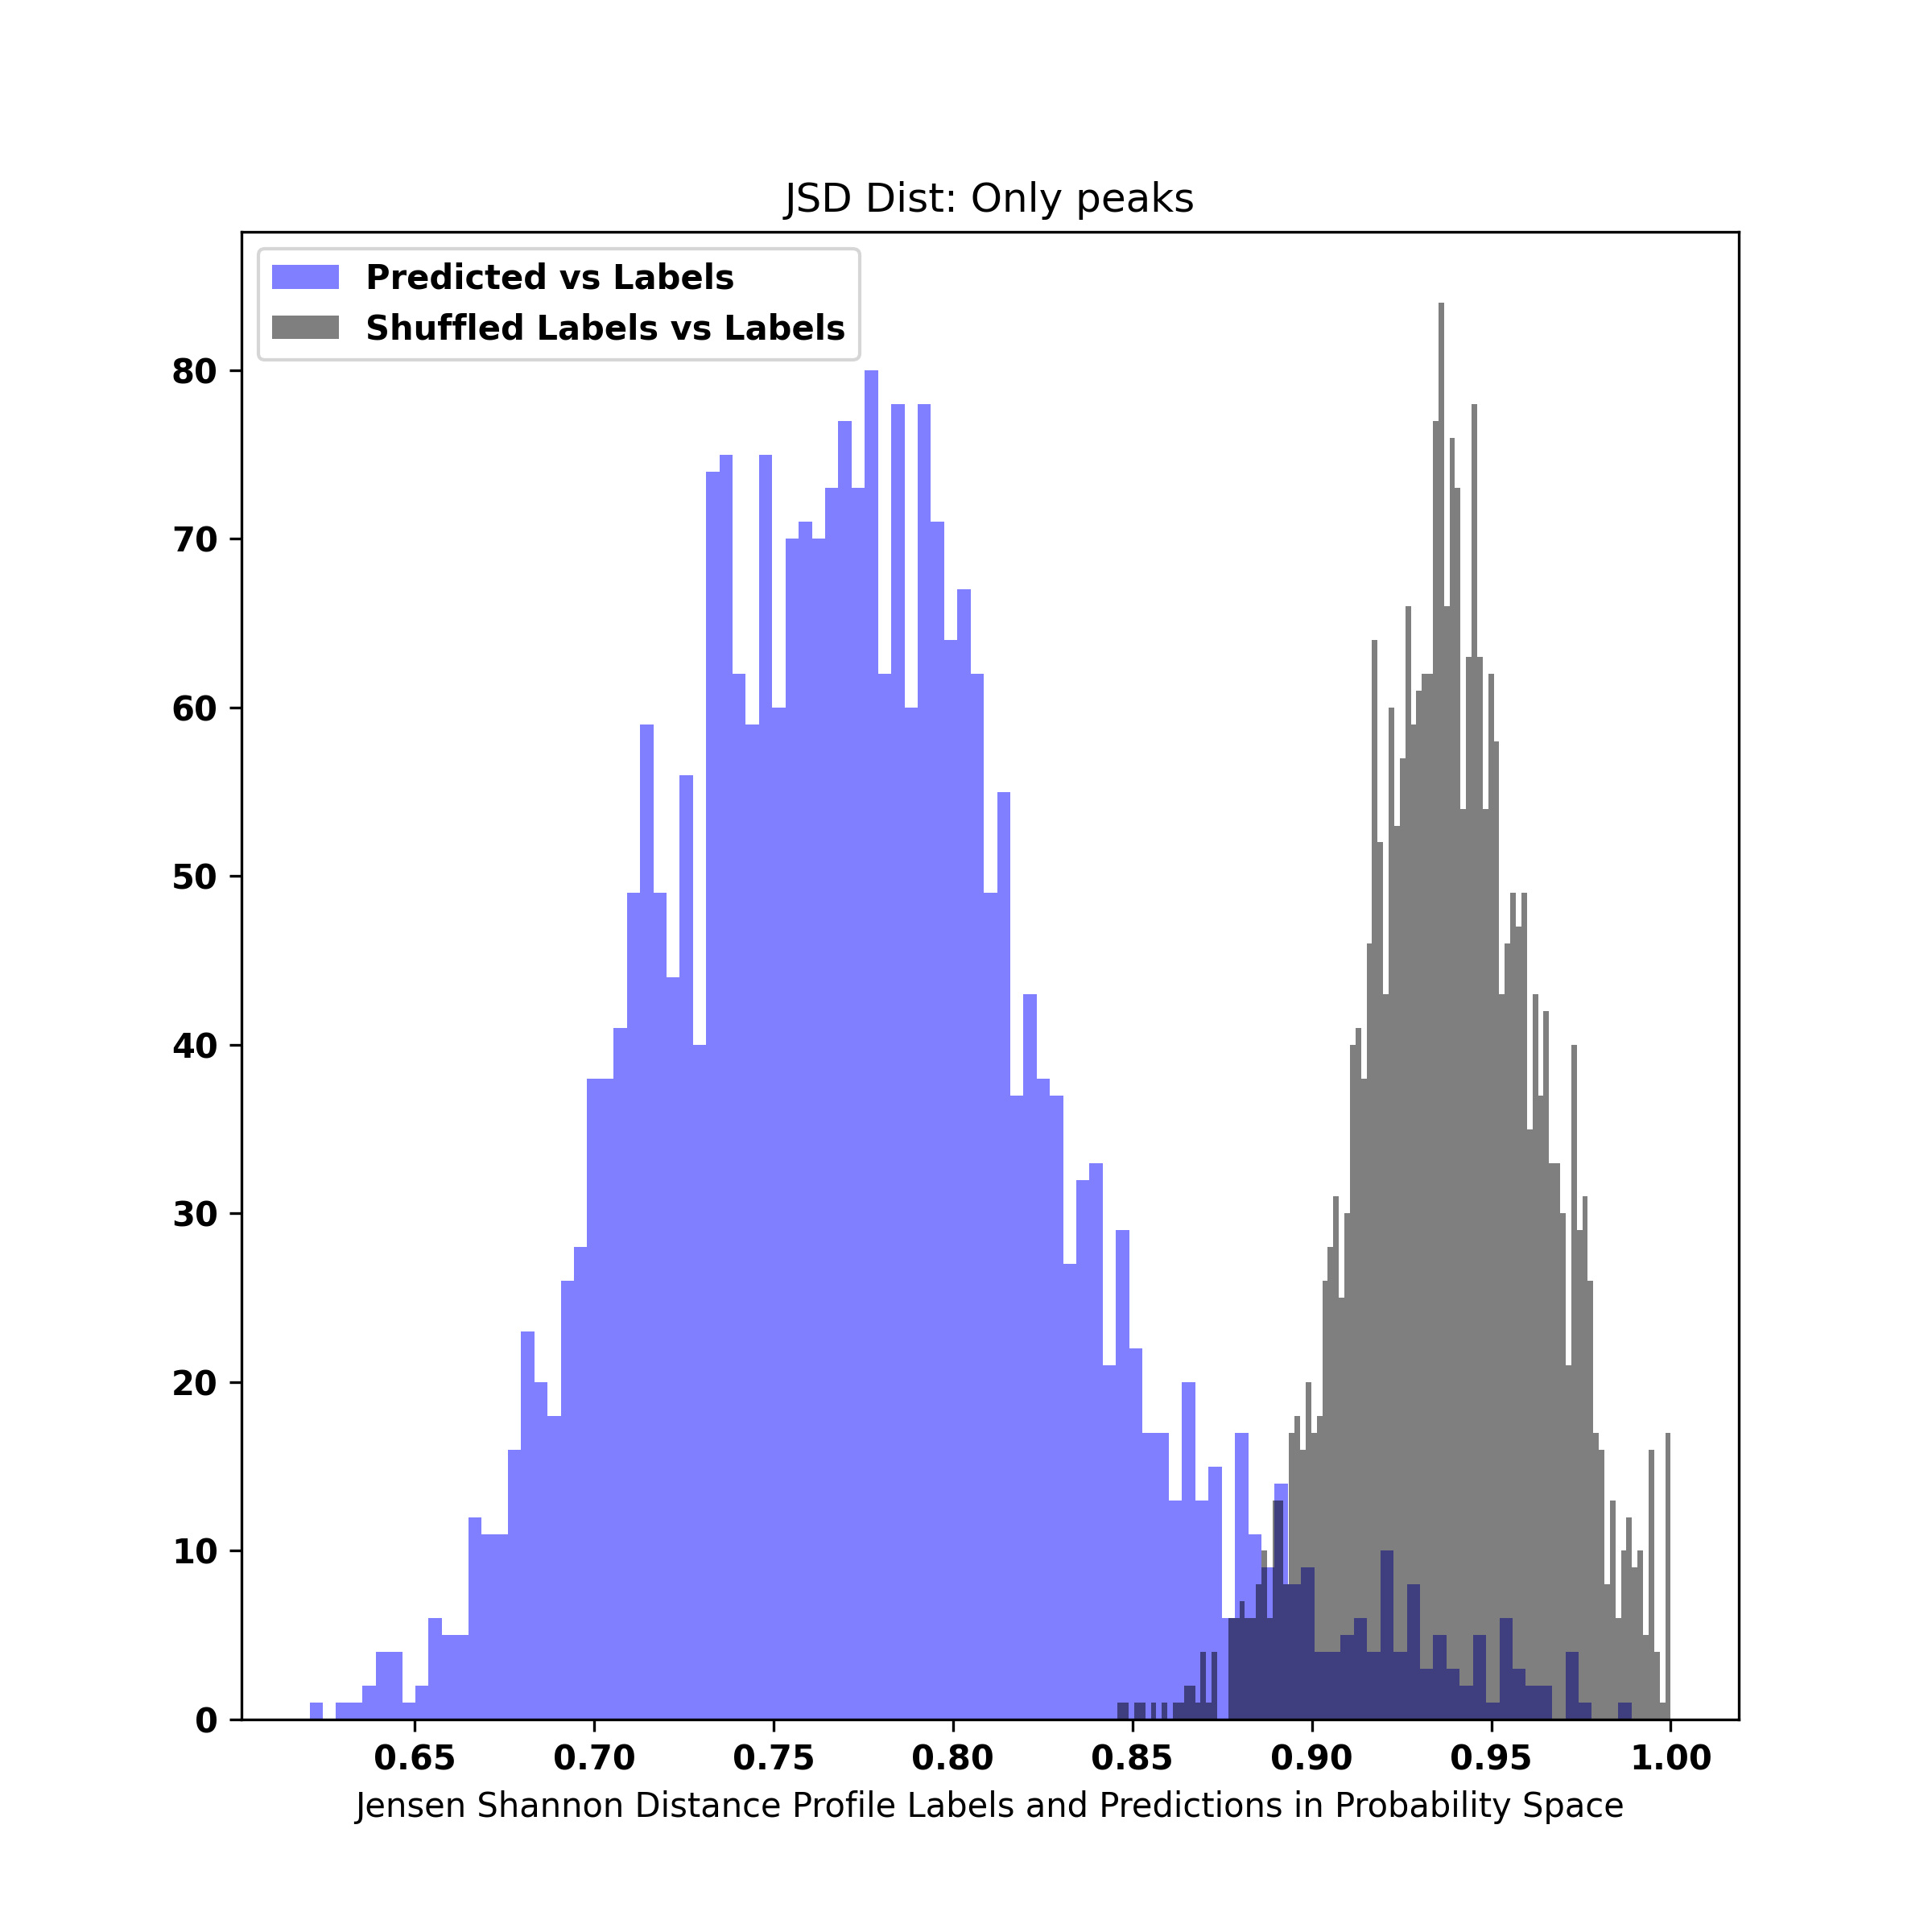 JSD Dist: Only peaks
Predicted vs Labels
Shuffled Labels vs Labels
80
70
60
50
40
30
20
10
0
0.65 0.70 0.75 0.80 0.85 0.90 0.95 1.00
Jensen Shannon Distance Profile Labels and Predictions in Probability Space